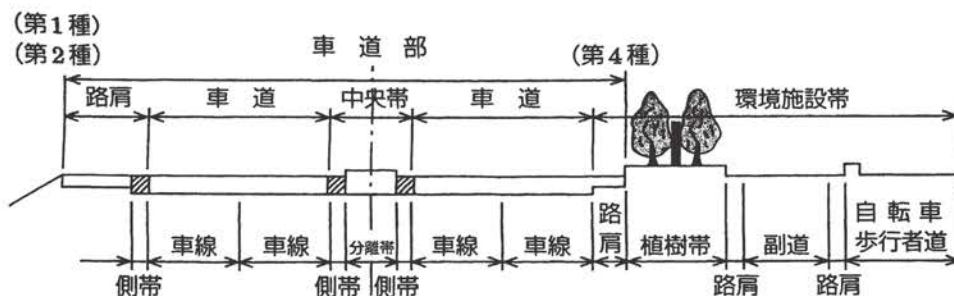 (第1種)
(第2種)
車道部
(第4種)
路肩
車道
中央帯
車道
環境施設帯
路肩
自転車
歩行者道
車線
車線
分離帯
車線
車線
植樹帯
副道
側帯
側帯
側帯
路肩
路肩